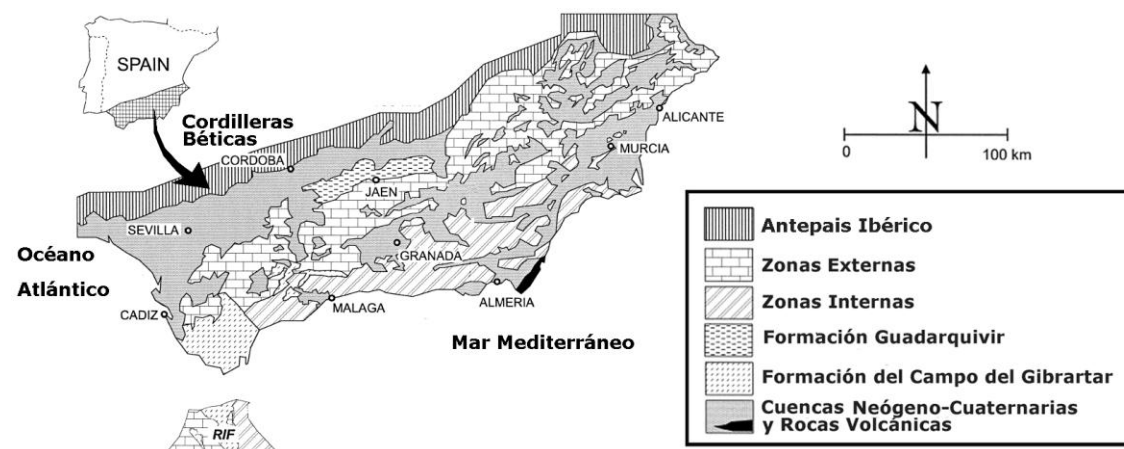 SPAIN
Cordilleras
Béticas
CORDOBA
JAEN
SEVILLA
GRANADA
CADIZ
MALAGA
ALMERIA
MURCIA
ALICANTE
Océano
Atlántico
Mar Mediterráneo
RIF
N
0 100 km
Antepais Ibérico
Zonas Externas
Zonas Internas
Formación Guadarquivir
Formación del Campo del Gibrartar
Cuencas Neógeno-Cuaternarias
y Rocas Volcánicas